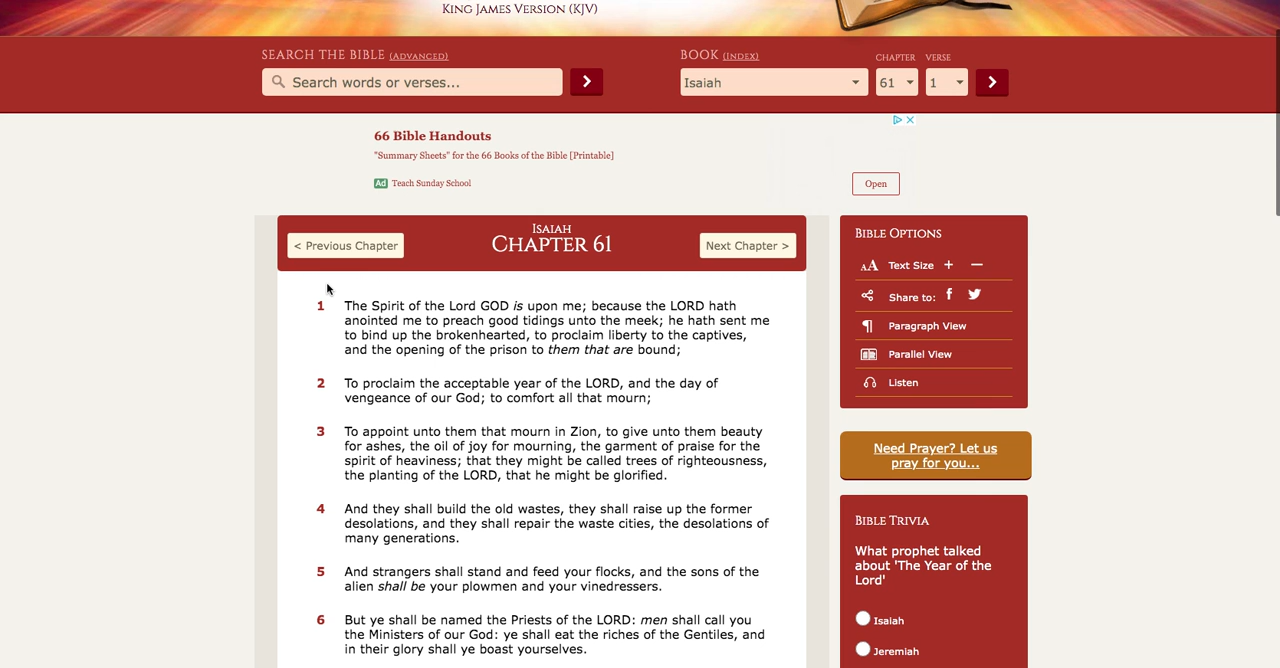 KING JAMES VERSION (KJV)
SEARCH THE BIBLE (ADVANCED)
Search words or verses...
BOOK (INDEX)
CHAPTER
VERSE
Isaiah
61
1
66 Bible Handouts
"Summary Sheets" for the 66 Books of the Bible [Printable]
Ad Teach Sunday School
Open
< Previous Chapter
ISAIAH
CHAPTER 61
Next Chapter >
1 The Spirit of the Lord GOD is upon me; because the LORD hath
anointed me to preach good tidings unto the meek; he hath sent me
to bind up the brokenhearted, to proclaim liberty to the captives,
and the opening of the prison to them that are bound;
2 To proclaim the acceptable year of the LORD, and the day of
vengeance of our God; to comfort all that mourn;
3 To appoint unto them that mourn in Zion, to give unto them beauty
for ashes, the oil of joy for mourning, the garment of praise for the
spirit of heaviness; that they might be called trees of righteousness,
the planting of the LORD, that he might be glorified.
4 And they shall build the old wastes, they shall raise up the former
desolations, and they shall repair the waste cities, the desolations of
many generations.
5 And strangers shall stand and feed your flocks, and the sons of the
alien shall be your plowmen and your vinedressers.
6 But ye shall be named the Priests of the LORD: men shall call you
the Ministers of our God: ye shall eat the riches of the Gentiles, and
in their glory shall ye boast yourselves.
BIBLE OPTIONS
AA Text Size + −
Share to: f
Paragraph View
Parallel View
Listen
Need Prayer? Let us
pray for you...
BIBLE TRIVIA
What prophet talked
about 'The Year of the
Lord'
Isaiah
Jeremiah